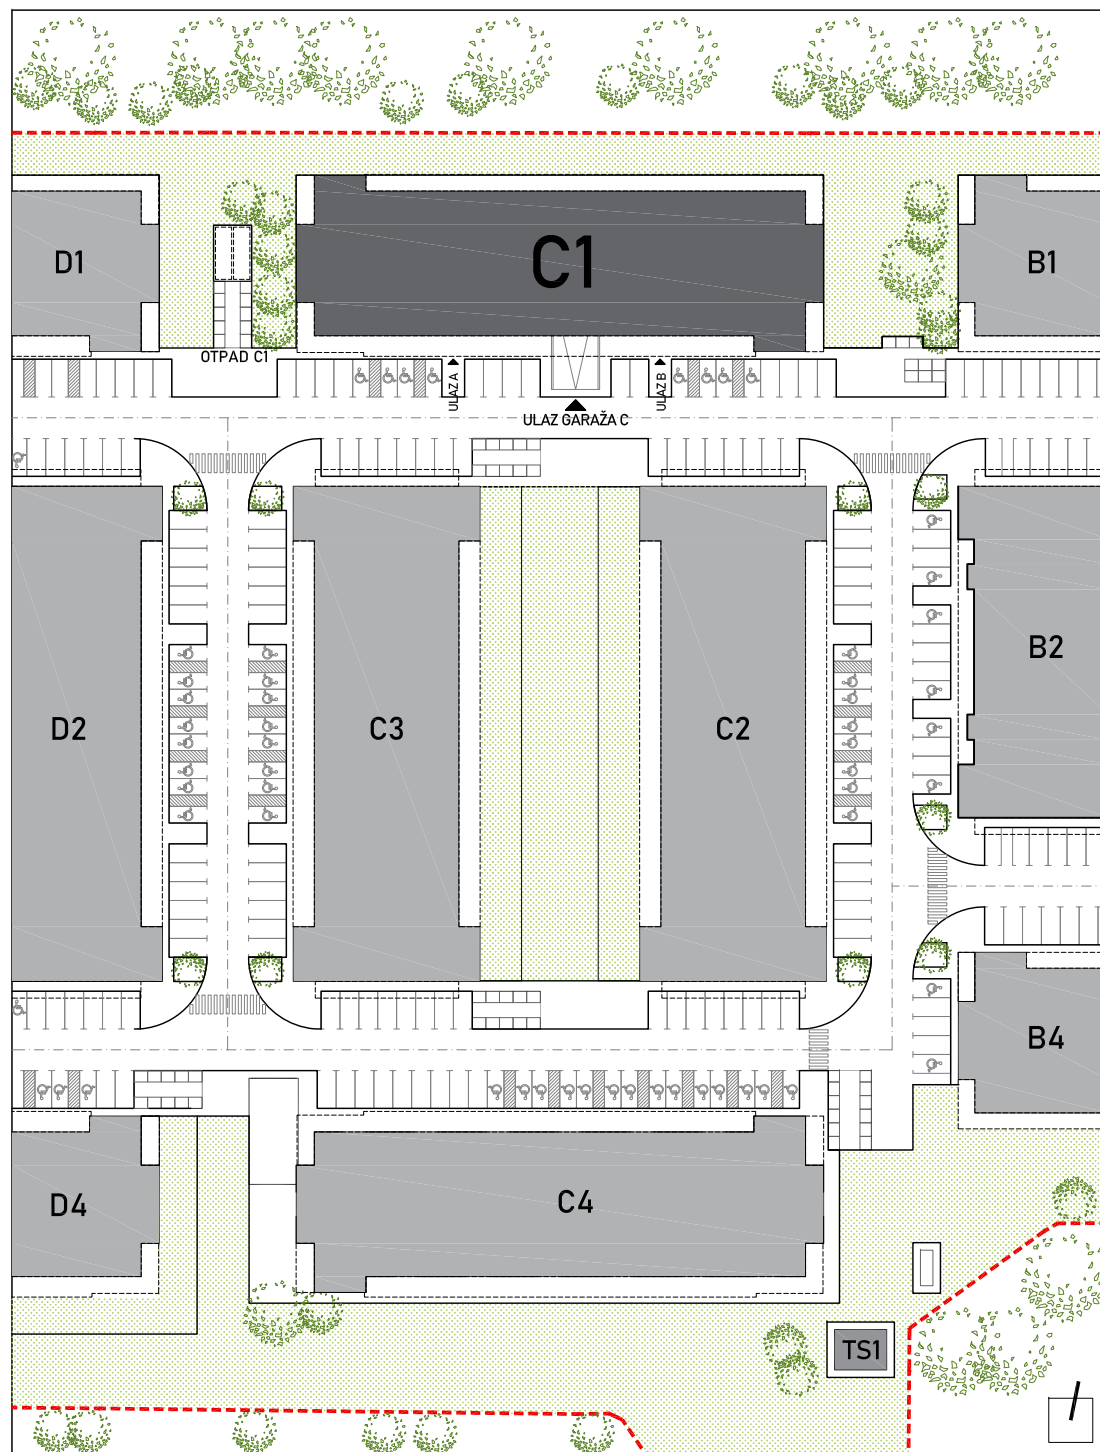 D1
C1
B1
OTPAD C1
ULAZ A
ULAZ B
ULAZ GARAŽA C
D2
C3
C2
B2
B4
D4
C4
TS1